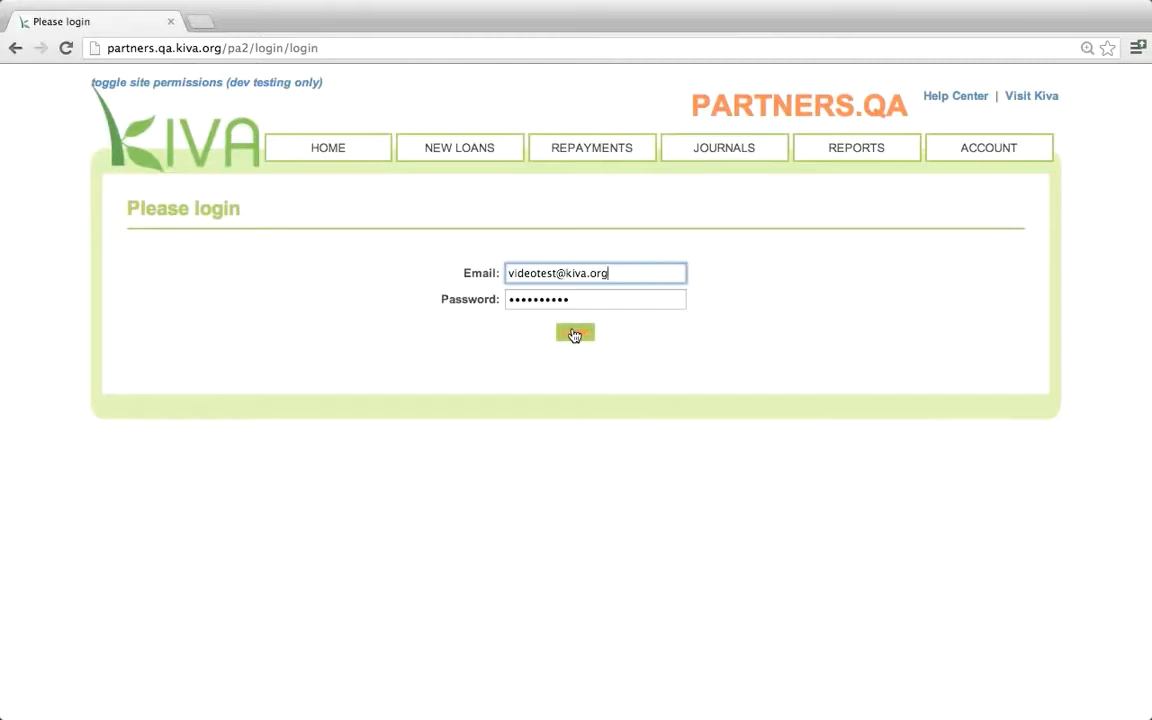 Please login
partners.qa.kiva.org/pa2/login/login
toggle site permissions (dev testing only)
PARTNERS.QA
Help Center | Visit Kiva
KIVA
HOME
NEW LOANS
REPAYMENTS
JOURNALS
REPORTS
ACCOUNT
Please login
Email: videotest@kiva.org
Password: ••••••••••